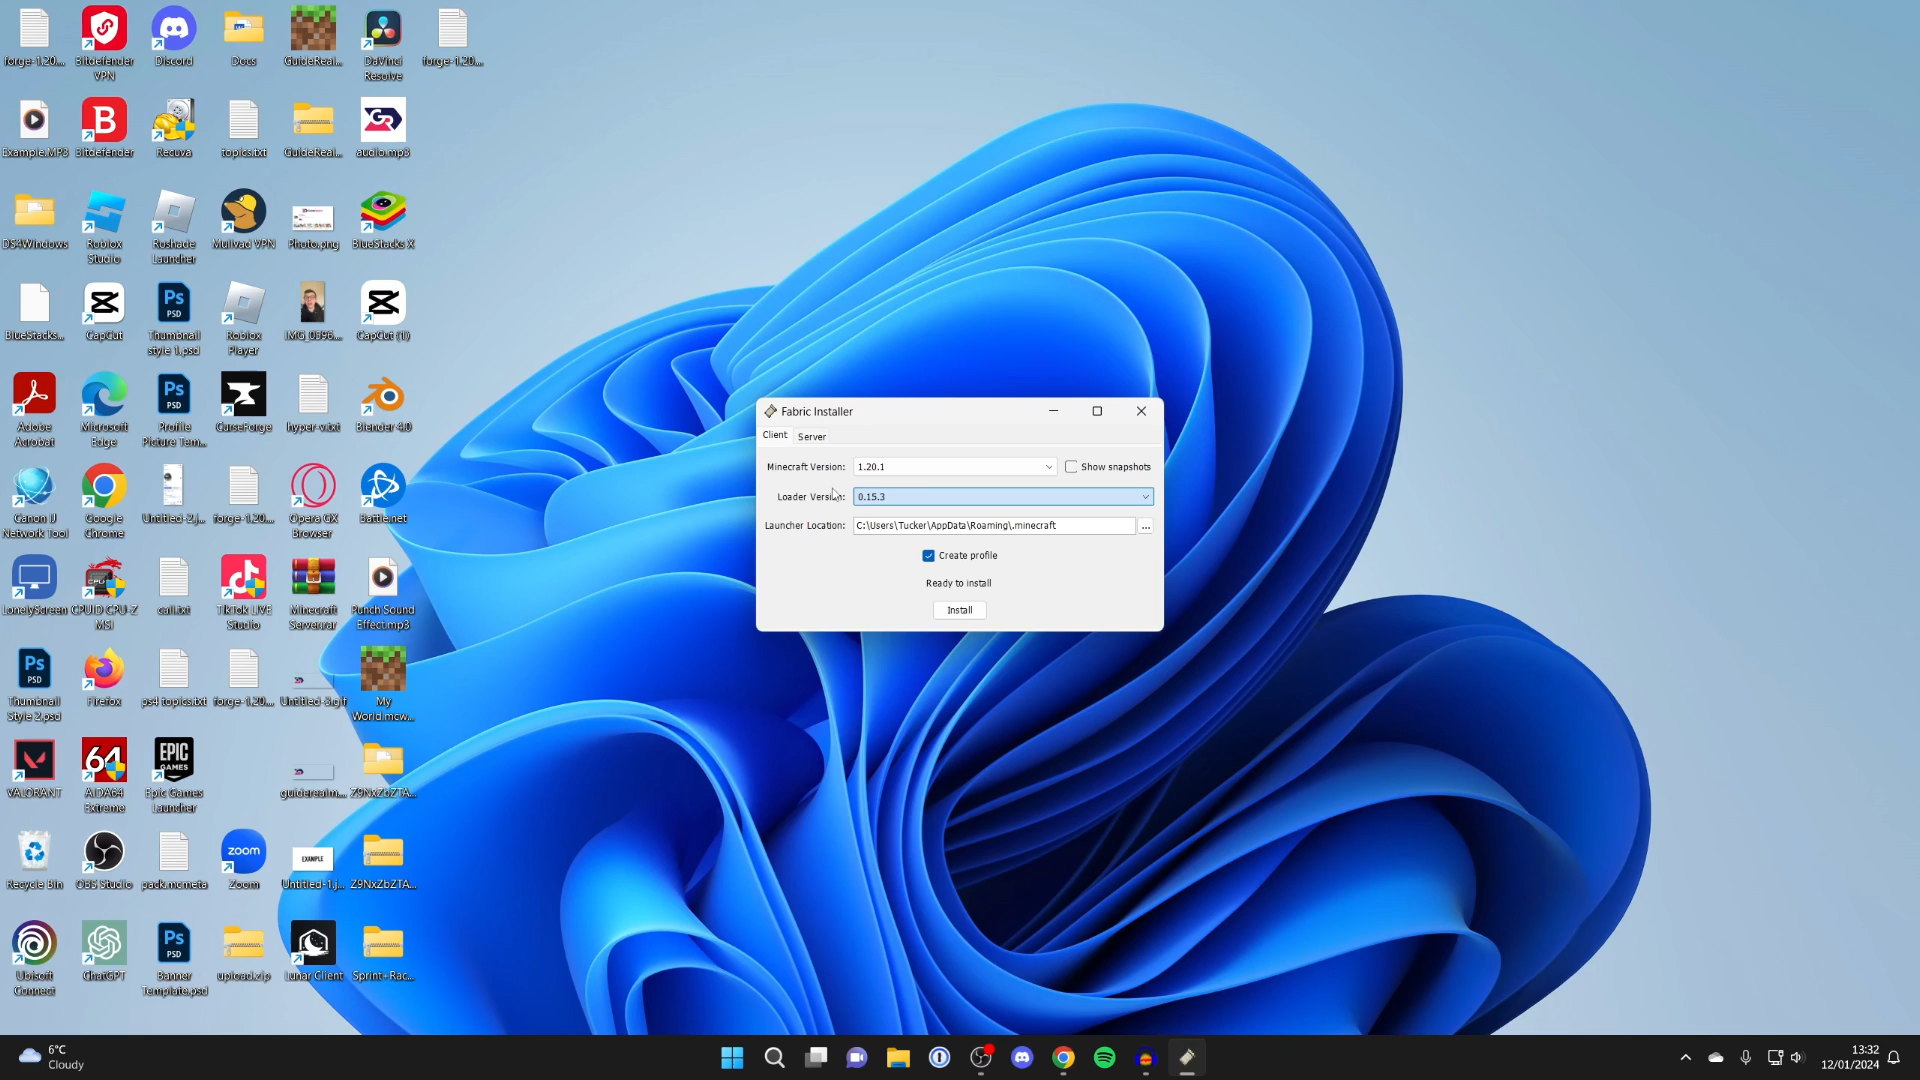 forge-1.20....
Bitdefender
VPN
Discord
Docs
GuideReal...
DaVinci
Resolve
forge-1.20....
Example.MP3
Bitdefender
Recuva
topics.txt
GuideReal...
audio.mp3
DS4Windows
Roblox
Studio
Roshade
Launcher
Mullvad VPN
Photo.png
BlueStacks X
BlueStacks...
CapCut
Thumbnail
style 1.psd
Roblox
Player
IMG_0396....
CapCut (1)
Adobe
Acrobat
Microsoft
Edge
Profile
Picture Tem...
CurseForge
hyper-v.txt
Blender 4.0
Canon IJ
Network Tool
Google
Chrome
Untitled-2.j...
forge-1.20....
Opera GX
Browser
Battle.net
LonelyScreen
CPUID CPU-Z
MSI
call.txt
TikTok LIVE
Studio
Minecraft
Server.rar
Punch Sound
Effect.mp3
Thumbnail
Style 2.psd
Firefox
ps4 topics.txt
forge-1.20....
Untitled-3.gif
My
World.mcw...
VALORANT
AIDA64
Extreme
Epic Games
Launcher
guiderealm...
Z9NxZbZTA...
Recycle Bin
OBS Studio
pack.mcmeta
Zoom
Untitled-1.j...
Z9NxZbZTA...
Ubisoft
Connect
ChatGPT
Banner
Template.psd
upload.zip
Lunar Client
Sprint+Rac...
Fabric Installer
Client
Server
Minecraft Version:
1.20.1
Show snapshots
Loader Version:
0.15.3
Launcher Location:
C:\Users\Tucker\AppData\Roaming\.minecraft
...
Create profile
Ready to install
Install
6°C
Cloudy
13:32
12/01/2024